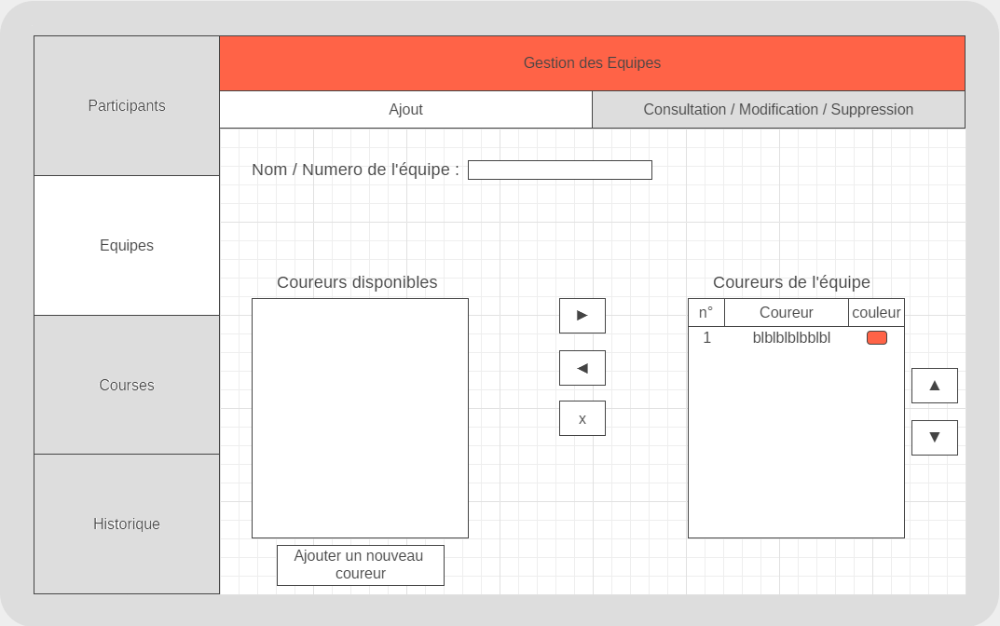 Participants
Equipes
Courses
Historique
Gestion des Equipes
Ajout
Consultation / Modification / Suppression
Nom / Numero de l'équipe :
Coureurs disponibles
Ajouter un nouveau
coureur
►
◄
x
Coureurs de l'équipe
n° Coureur couleur
1 blblblblbblbl
▲
▼